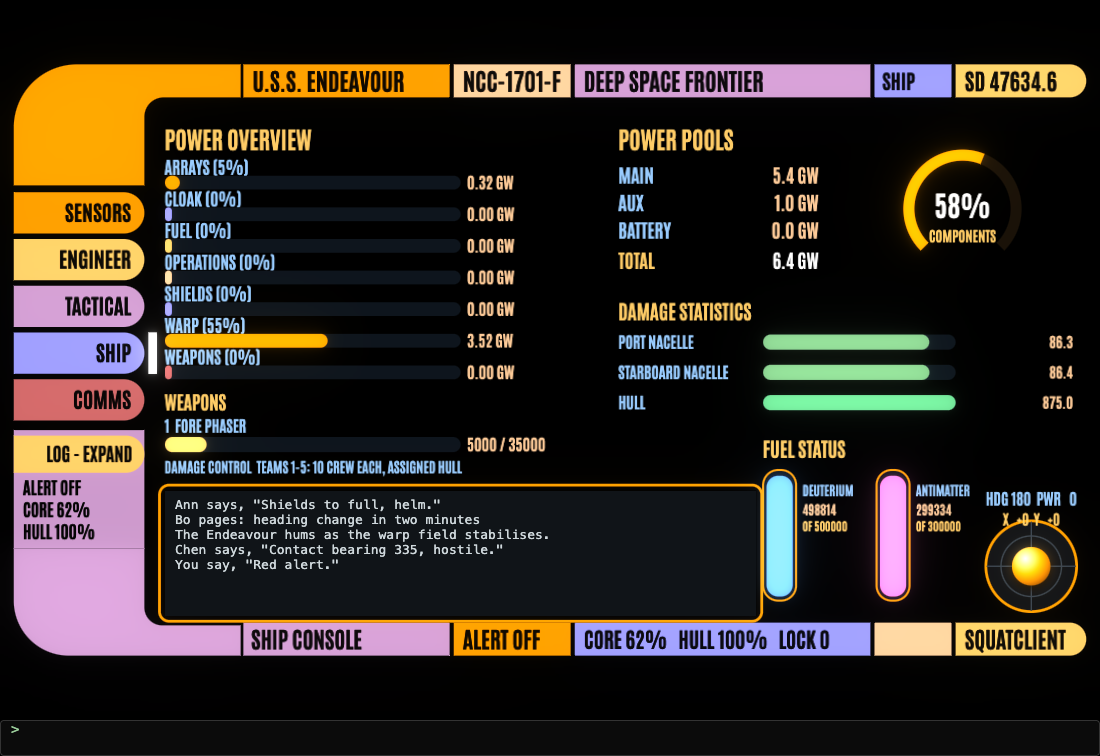 U.S.S. ENDEAVOUR NCC-1701-F DEEP SPACE FRONTIER SHIP SD 47634.6
SENSORS
ENGINEER
TACTICAL
SHIP
COMMS
LOG - EXPAND
ALERT OFF
CORE 62%
HULL 100%
POWER OVERVIEW
ARRAYS (5%)
0.32 GW
CLOAK (0%)
0.00 GW
FUEL (0%)
0.00 GW
OPERATIONS (0%)
0.00 GW
SHIELDS (0%)
0.00 GW
WARP (55%)
3.52 GW
WEAPONS (0%)
0.00 GW
WEAPONS
1 FORE PHASER
5000 / 35000
DAMAGE CONTROL TEAMS 1-5: 10 CREW EACH, ASSIGNED HULL
POWER POOLS
MAIN 5.4 GW
AUX 1.0 GW
BATTERY 0.0 GW
TOTAL 6.4 GW
58%
COMPONENTS
DAMAGE STATISTICS
PORT NACELLE 86.3
STARBOARD NACELLE 86.4
HULL 875.0
FUEL STATUS
DEUTERIUM
498814
OF 500000
ANTIMATTER
299334
OF 300000
HDG 180 PWR 0
X +0 Y +0
Ann says, "Shields to full, helm."
Bo pages: heading change in two minutes
The Endeavour hums as the warp field stabilises.
Chen says, "Contact bearing 335, hostile."
You say, "Red alert."
SHIP CONSOLE ALERT OFF CORE 62% HULL 100% LOCK 0 SQUATCLIENT
>